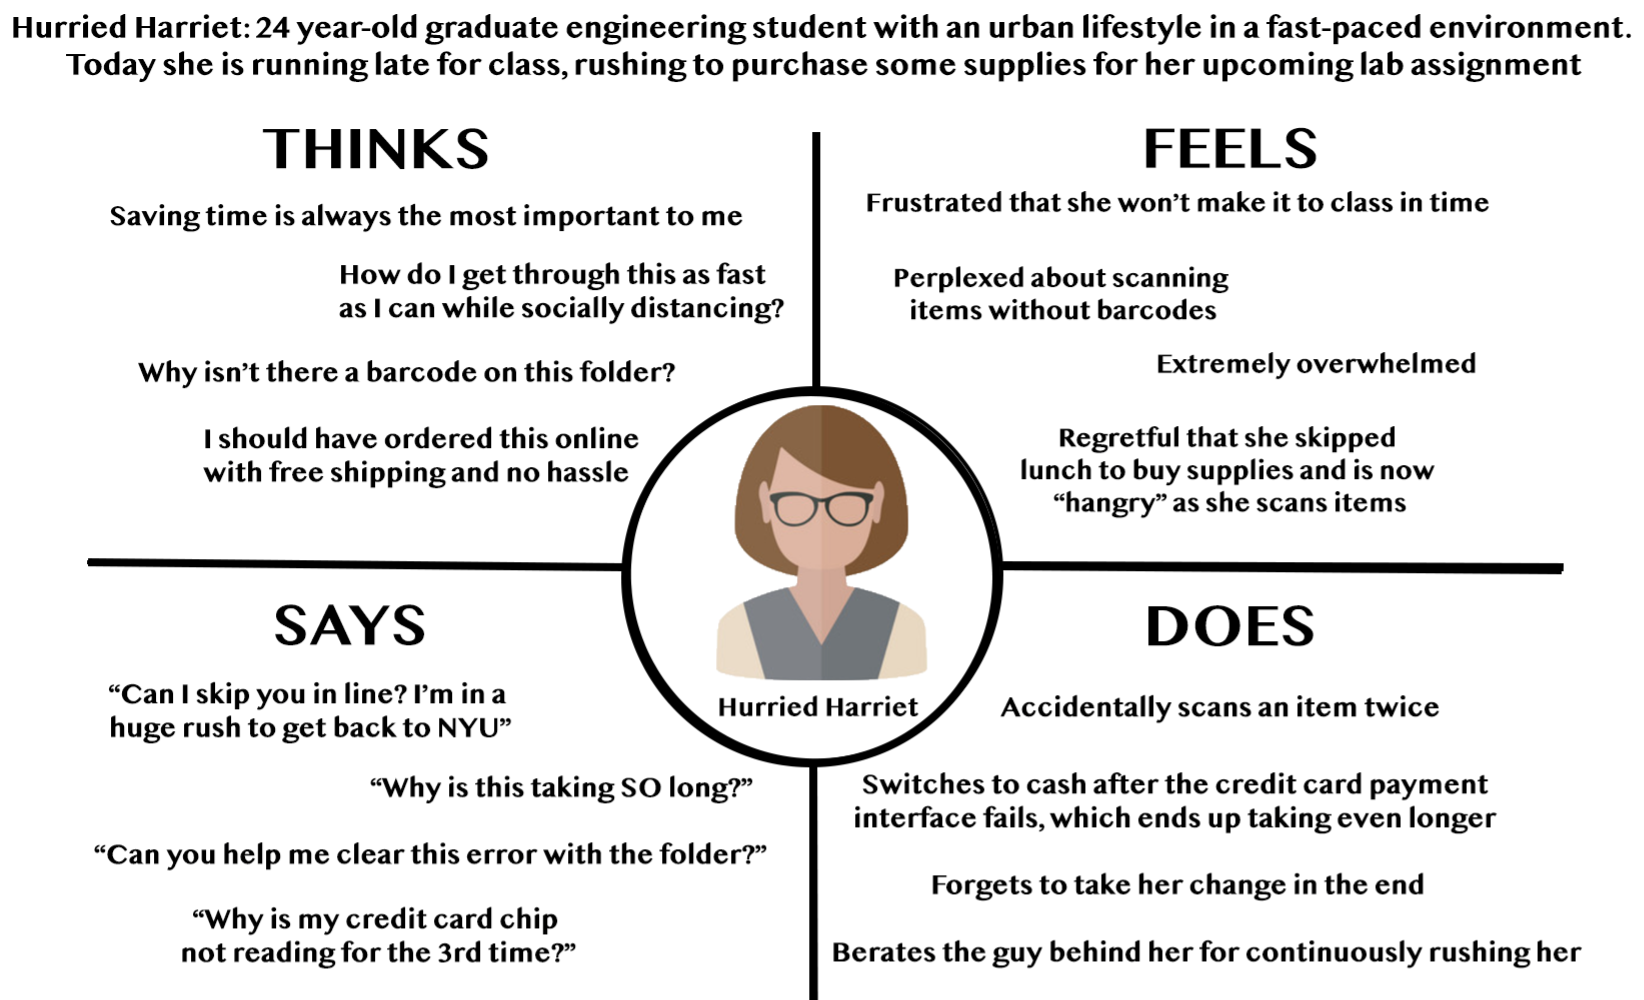 Hurried Harriet: 24 year-old graduate engineering student with an urban lifestyle in a fast-paced environment.
Today she is running late for class, rushing to purchase some supplies for her upcoming lab assignment
THINKS
Saving time is always the most important to me
How do I get through this as fast
as I can while socially distancing?
Why isn’t there a barcode on this folder?
I should have ordered this online
with free shipping and no hassle
FEELS
Frustrated that she won’t make it to class in time
Perplexed about scanning
items without barcodes
Extremely overwhelmed
Regretful that she skipped
lunch to buy supplies and is now
“hangry” as she scans items
Hurried Harriet
SAYS
“Can I skip you in line? I’m in a
huge rush to get back to NYU”
“Why is this taking SO long?”
“Can you help me clear this error with the folder?”
“Why is my credit card chip
not reading for the 3rd time?”
DOES
Accidentally scans an item twice
Switches to cash after the credit card payment
interface fails, which ends up taking even longer
Forgets to take her change in the end
Berates the guy behind her for continuously rushing her